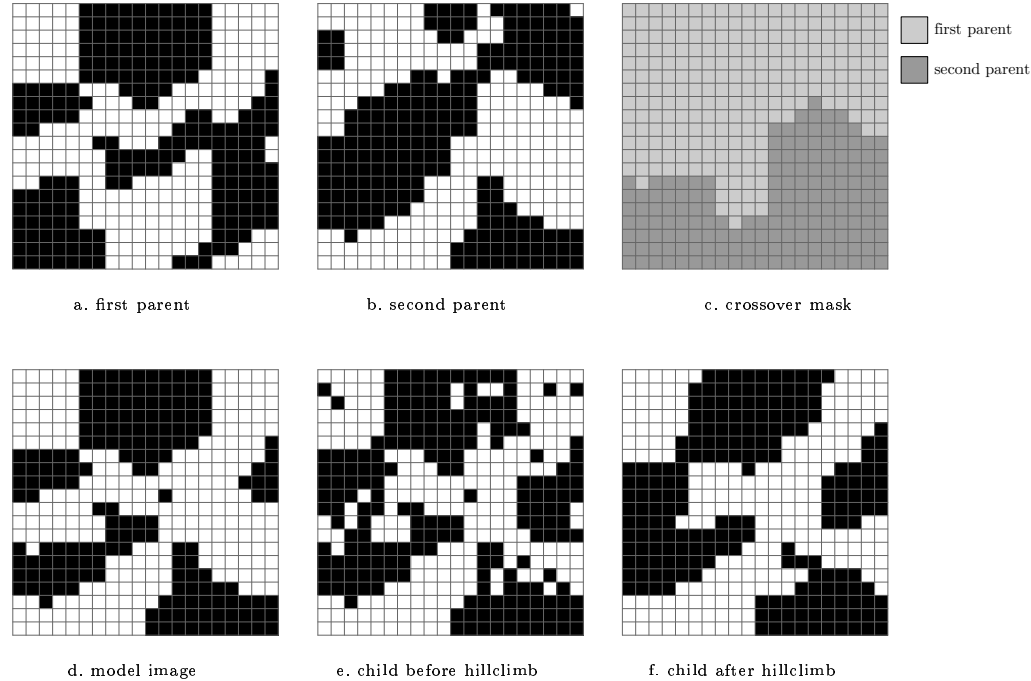 first parent
second parent
a. first parent
b. second parent
c. crossover mask
d. model image
e. child before hillclimb
f. child after hillclimb